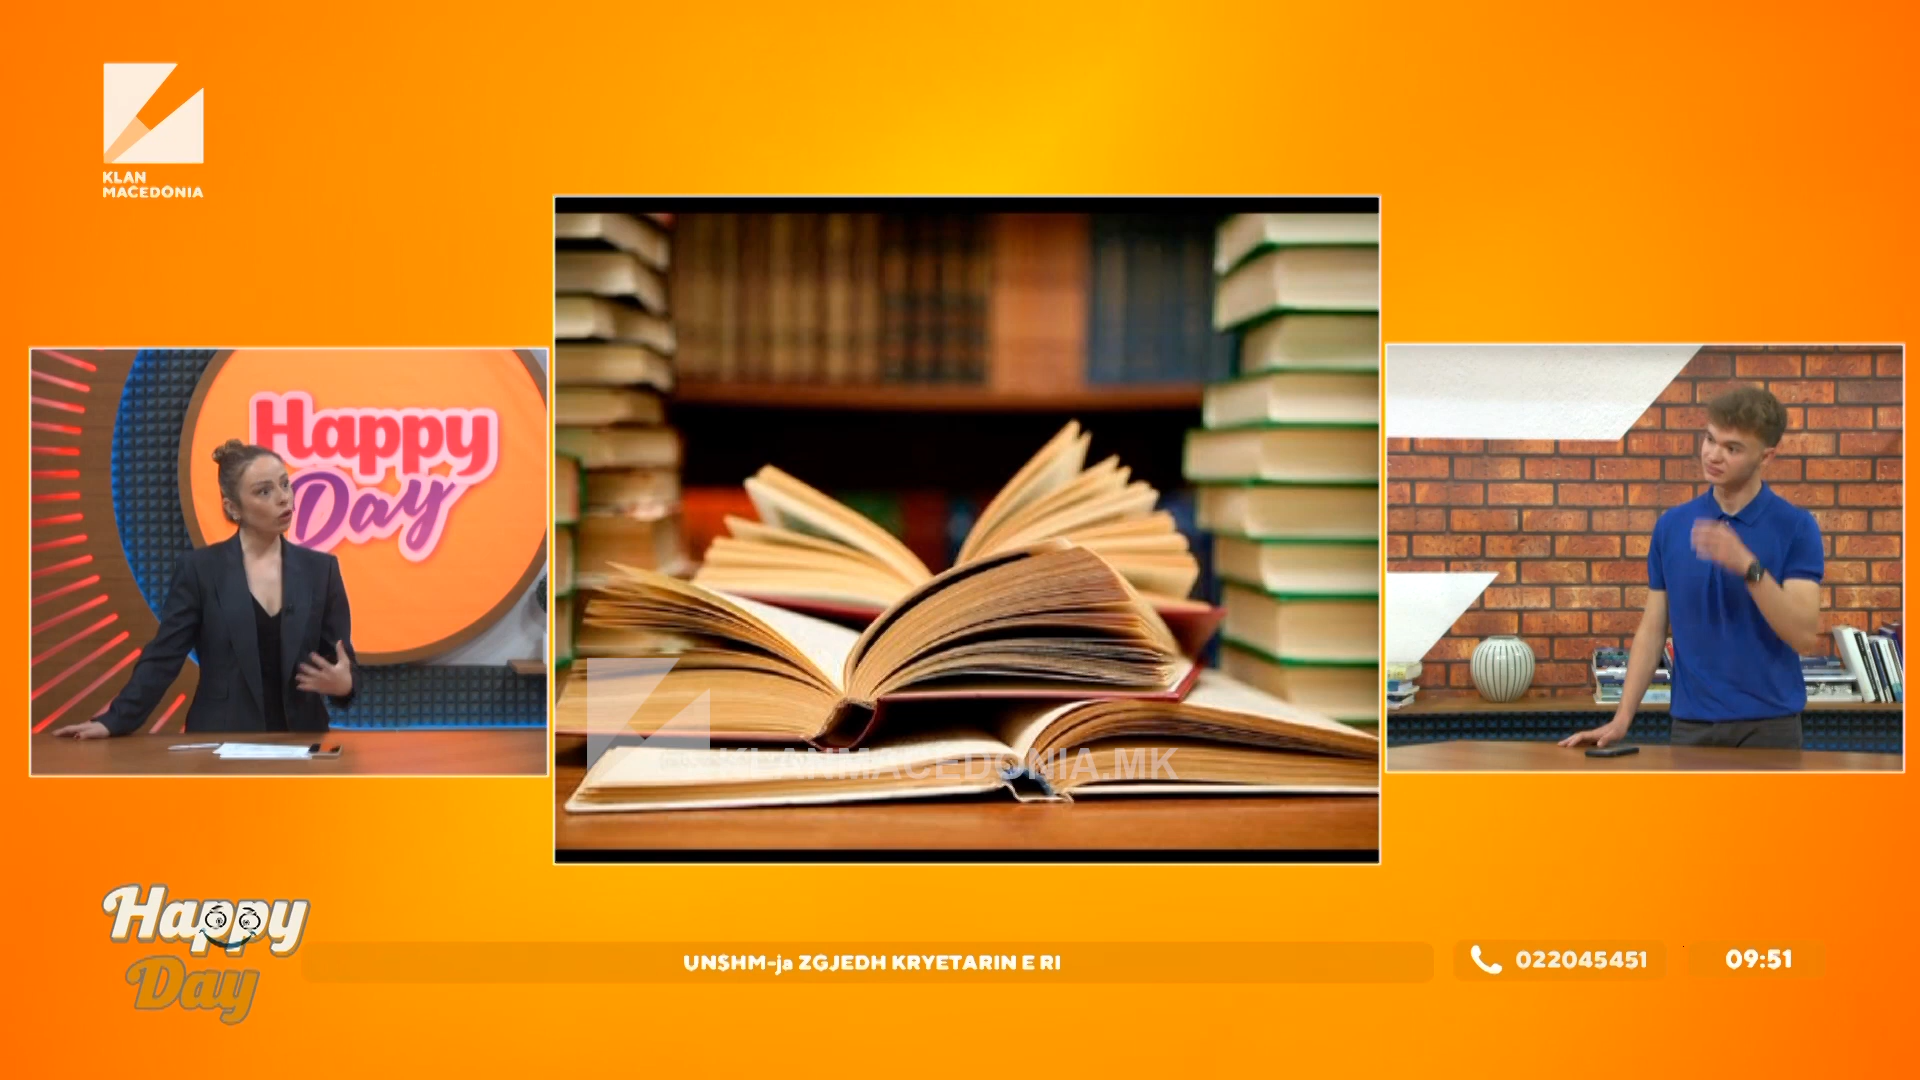 KLAN
MACEDONIA
Happy
Day
KLANMACEDONIA.MK
Happy
Day
UNSHM-ja ZGJEDH KRYETARIN E RI
022045451
09:51